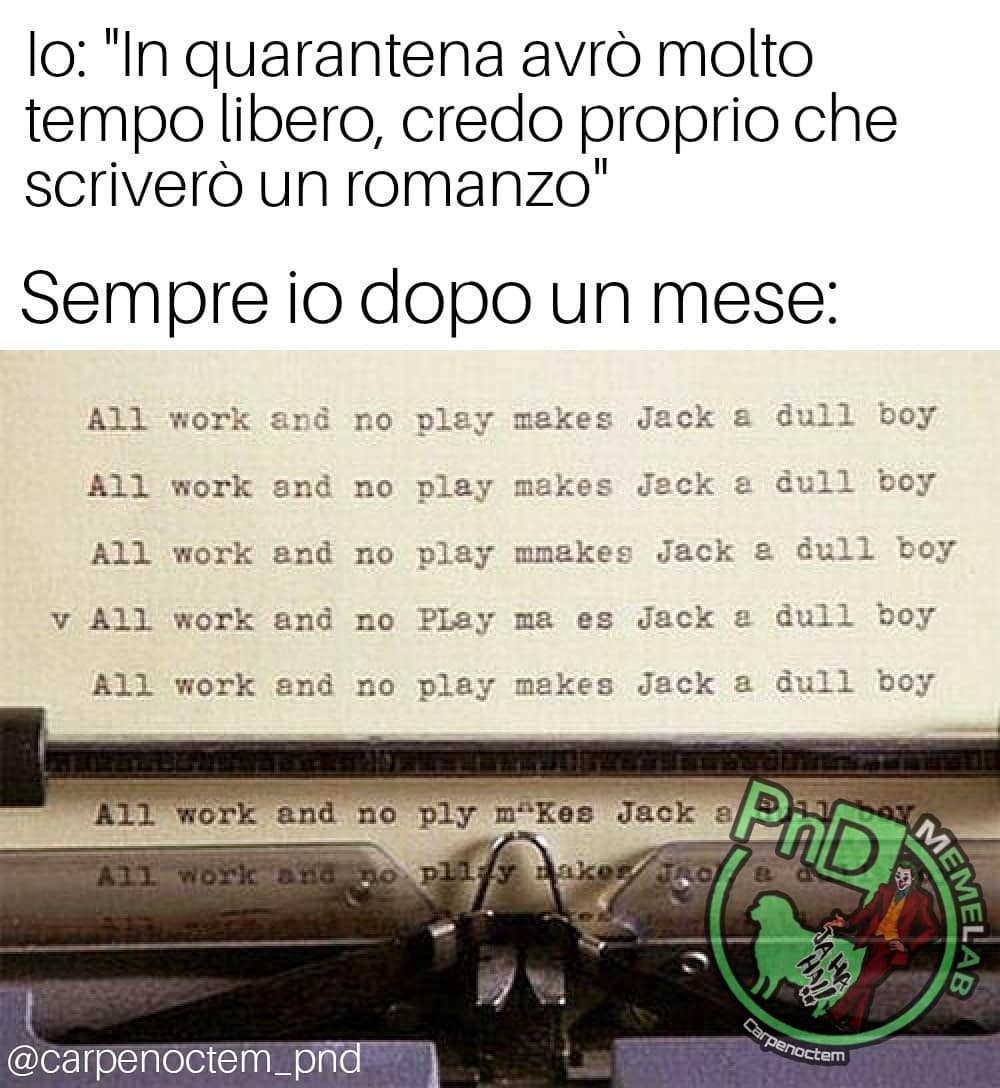 Io: "In quarantena avrò molto
tempo libero, credo proprio che
scriverò un romanzo"
Sempre io dopo un mese:
All work and no play makes Jack a dull boy
All work and no play makes Jack a dull boy
All work and no play mmakes Jack a dull boy
v All work and no PLay ma es Jack a dull boy
All work and no play makes Jack a dull boy
All work and no ply m^Kes Jack a boy
All work and no plley makes Jack a
PnD
MEMELAB
Carpenoctem
@carpenoctem_pnd